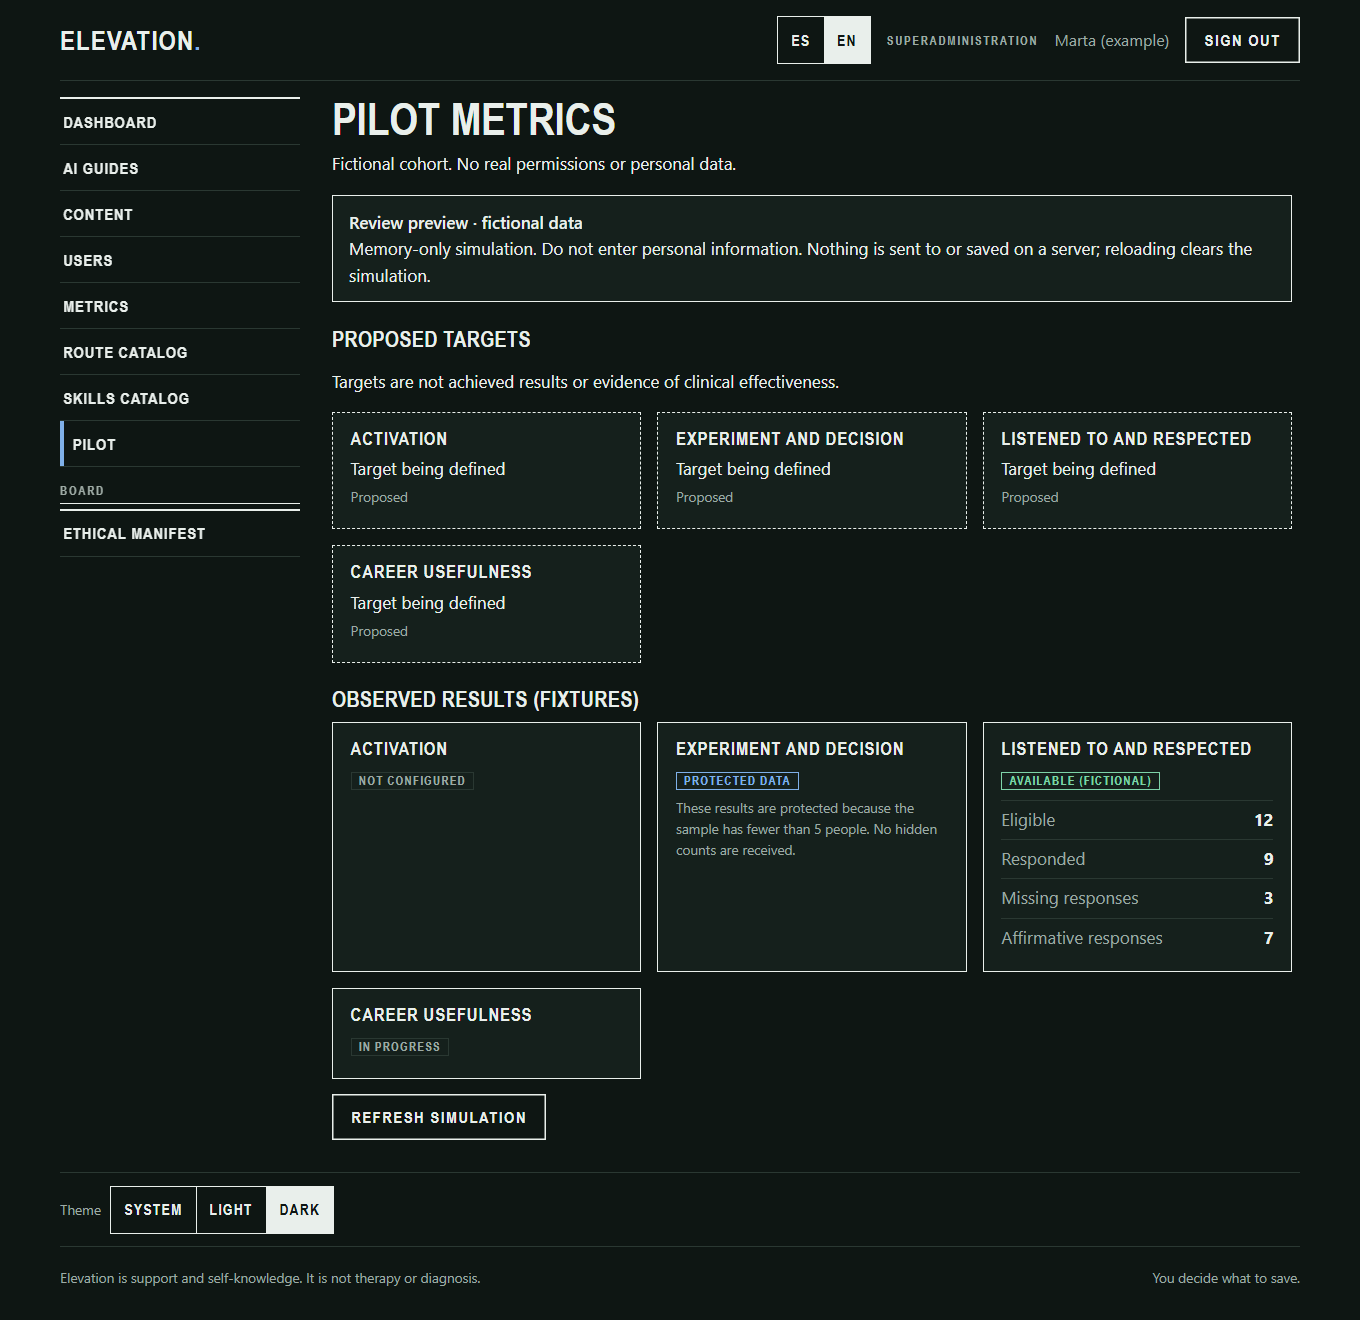 ELEVATION.
ES
EN
SUPERADMINISTRATION
Marta (example)
SIGN OUT
DASHBOARD
AI GUIDES
CONTENT
USERS
METRICS
ROUTE CATALOG
SKILLS CATALOG
PILOT
BOARD
ETHICAL MANIFEST
PILOT METRICS
Fictional cohort. No real permissions or personal data.
Review preview · fictional data
Memory-only simulation. Do not enter personal information. Nothing is sent to or saved on a server; reloading clears the
simulation.
PROPOSED TARGETS
Targets are not achieved results or evidence of clinical effectiveness.
ACTIVATION
Target being defined
Proposed
EXPERIMENT AND DECISION
Target being defined
Proposed
LISTENED TO AND RESPECTED
Target being defined
Proposed
CAREER USEFULNESS
Target being defined
Proposed
OBSERVED RESULTS (FIXTURES)
ACTIVATION
NOT CONFIGURED
EXPERIMENT AND DECISION
PROTECTED DATA
These results are protected because the
sample has fewer than 5 people. No hidden
counts are received.
LISTENED TO AND RESPECTED
AVAILABLE (FICTIONAL)
Eligible 12
Responded 9
Missing responses 3
Affirmative responses 7
CAREER USEFULNESS
IN PROGRESS
REFRESH SIMULATION
Theme
SYSTEM
LIGHT
DARK
Elevation is support and self-knowledge. It is not therapy or diagnosis.
You decide what to save.